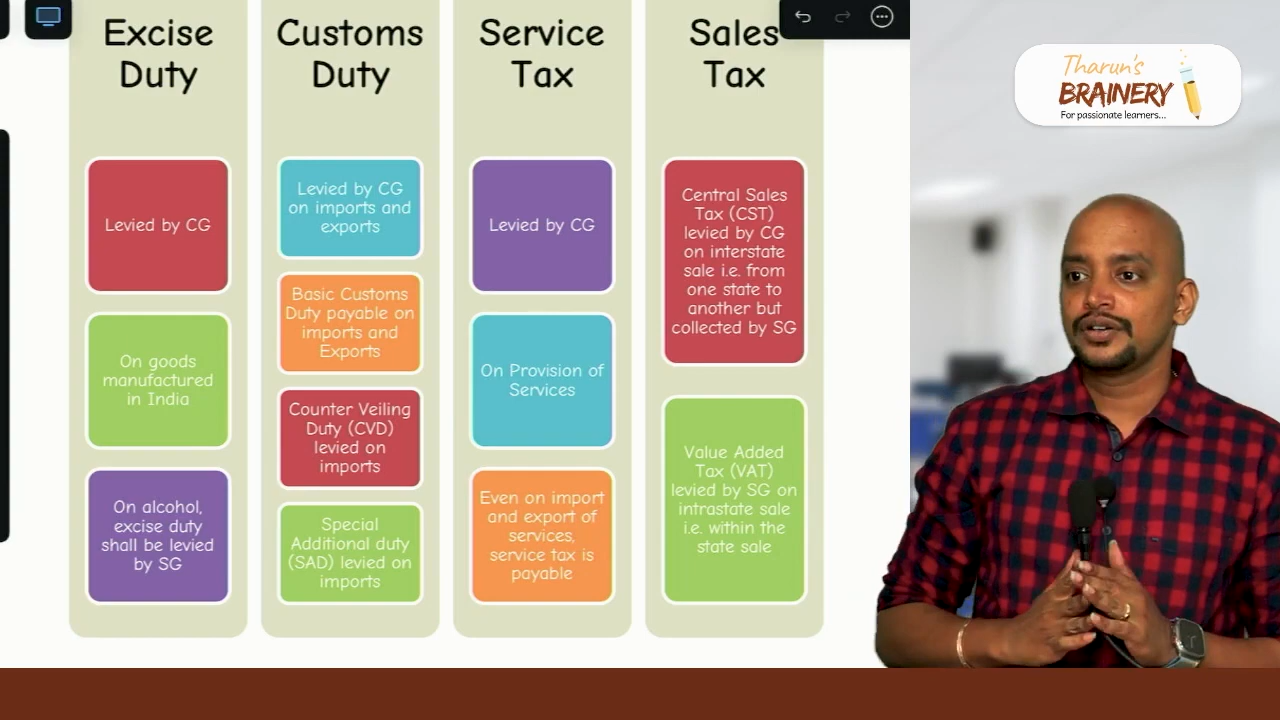 Excise
Duty
Levied by CG
On goods
manufactured
in India
On alcohol,
excise duty
shall be levied
by SG
Customs
Duty
Levied by CG
on imports and
exports
Basic Customs
Duty payable on
imports and
Exports
Counter Veiling
Duty (CVD)
levied on
imports
Special
Additional duty
(SAD) levied on
imports
Service
Tax
Levied by CG
On Provision of
Services
Even on import
and export of
services,
service tax is
payable
Sales
Tax
Central Sales
Tax (CST)
levied by CG
on interstate
sale i.e. from
one state to
another but
collected by SG
Value Added
Tax (VAT)
levied by SG on
intrastate sale
i.e. within the
state sale
Tharun's
BRAINERY
For passionate learners...